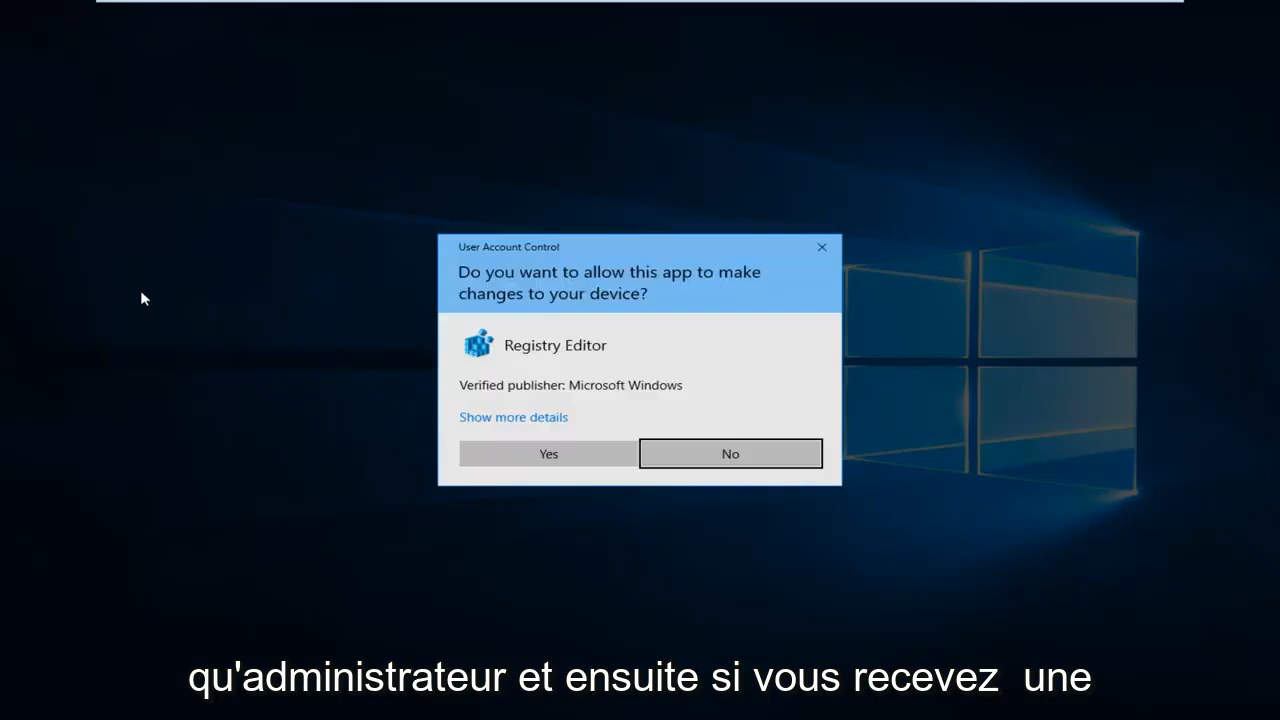 User Account Control
Do you want to allow this app to make
changes to your device?
Registry Editor
Verified publisher: Microsoft Windows
Show more details
Yes
No
qu'administrateur et ensuite si vous recevez une